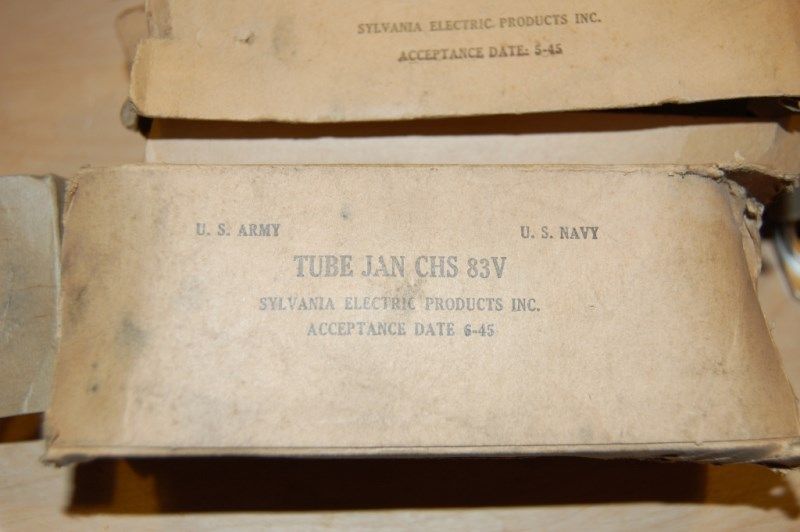 SYLVANIA ELECTRIC PRODUCTS INC.
ACCEPTANCE DATE: 5-45
U. S. ARMY U. S. NAVY
TUBE JAN CHS 83V
SYLVANIA ELECTRIC PRODUCTS INC.
ACCEPTANCE DATE 6-45